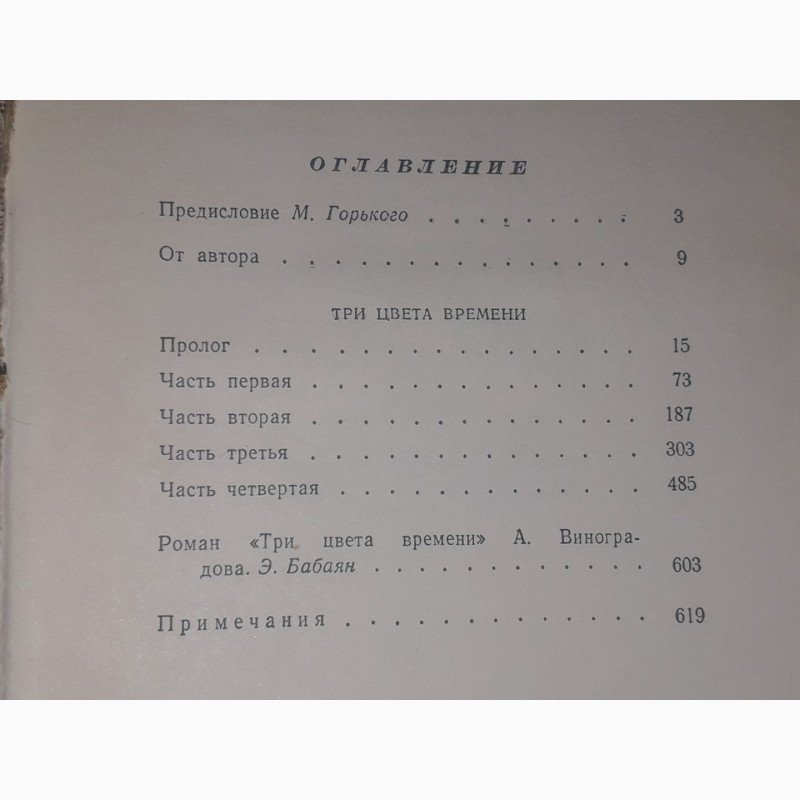 ОГЛАВЛЕНИЕ
Предисловие М. Горького . . . . . . . . . 3
От автора . . . . . . . . . . . . . . 9
ТРИ ЦВЕТА ВРЕМЕНИ
Пролог . . . . . . . . . . . . . . 15
Часть первая . . . . . . . . . . . . 73
Часть вторая . . . . . . . . . . . . 187
Часть третья . . . . . . . . . . . . 303
Часть четвертая . . . . . . . . . . . 485
Роман «Три цвета времени» А. Виногра-
дова. Э. Бабаян . . . . . . . . . . . 603
Примечания . . . . . . . . . . . . 619